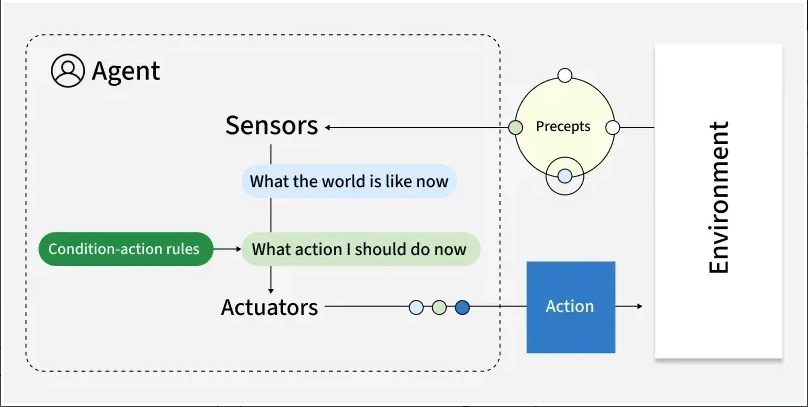 Agent
Sensors
Precepts
What the world is like now
Condition-action rules
What action I should do now
Actuators
Action
Environment